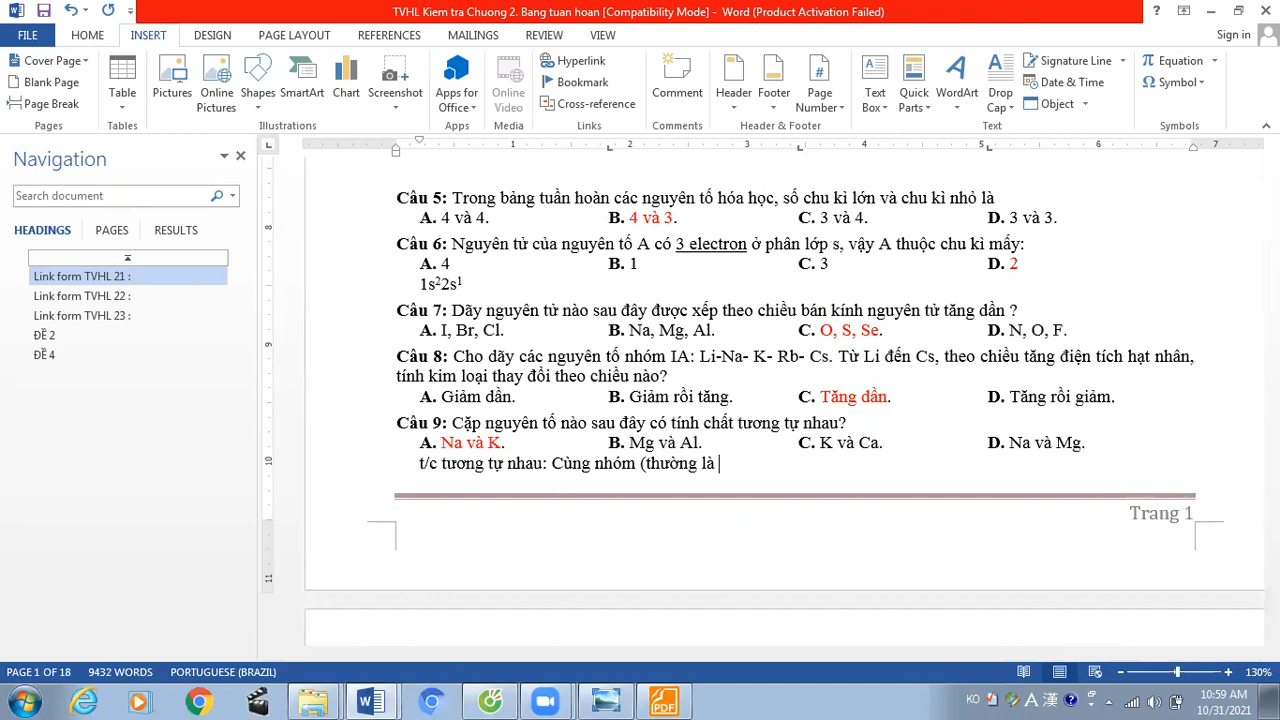 TVHL Kiem tra Chuong 2. Bang tuan hoan [Compatibility Mode] - Word (Product Activation Failed)
FILE HOME INSERT DESIGN PAGE LAYOUT REFERENCES MAILINGS REVIEW VIEW Sign in
Cover Page
Blank Page
Page Break
Table
Pictures
Online Pictures
Shapes
SmartArt
Chart
Screenshot
Apps for Office
Online Video
Hyperlink
Bookmark
Cross-reference
Comment
Header
Footer
Page Number
Text Box
Quick Parts
WordArt
Drop Cap
Signature Line
Date & Time
Object
Equation
Symbol
Pages Tables Illustrations Apps Media Links Comments Header & Footer Text Symbols
Navigation
Search document
HEADINGS PAGES RESULTS
Link form TVHL 21 :
Link form TVHL 22 :
Link form TVHL 23 :
ĐỀ 2
ĐỀ 4
1 2 3 4 5 6 7
8
9
10
11
Câu 5: Trong bảng tuần hoàn các nguyên tố hóa học, số chu kì lớn và chu kì nhỏ là
A. 4 và 4. B. 4 và 3. C. 3 và 4. D. 3 và 3.
Câu 6: Nguyên tử của nguyên tố A có 3 electron ở phân lớp s, vậy A thuộc chu kì mấy:
A. 4 B. 1 C. 3 D. 2
1s²2s¹
Câu 7: Dãy nguyên tử nào sau đây được xếp theo chiều bán kính nguyên tử tăng dần ?
A. I, Br, Cl. B. Na, Mg, Al. C. O, S, Se. D. N, O, F.
Câu 8: Cho dãy các nguyên tố nhóm IA: Li-Na- K- Rb- Cs. Từ Li đến Cs, theo chiều tăng điện tích hạt nhân,
tính kim loại thay đổi theo chiều nào?
A. Giảm dần. B. Giảm rồi tăng. C. Tăng dần. D. Tăng rồi giảm.
Câu 9: Cặp nguyên tố nào sau đây có tính chất tương tự nhau?
A. Na và K. B. Mg và Al. C. K và Ca. D. Na và Mg.
t/c tương tự nhau: Cùng nhóm (thường là
Trang 1
PAGE 1 OF 18 9432 WORDS PORTUGUESE (BRAZIL) 130%
KO 10:59 AM
10/31/2021
PDF